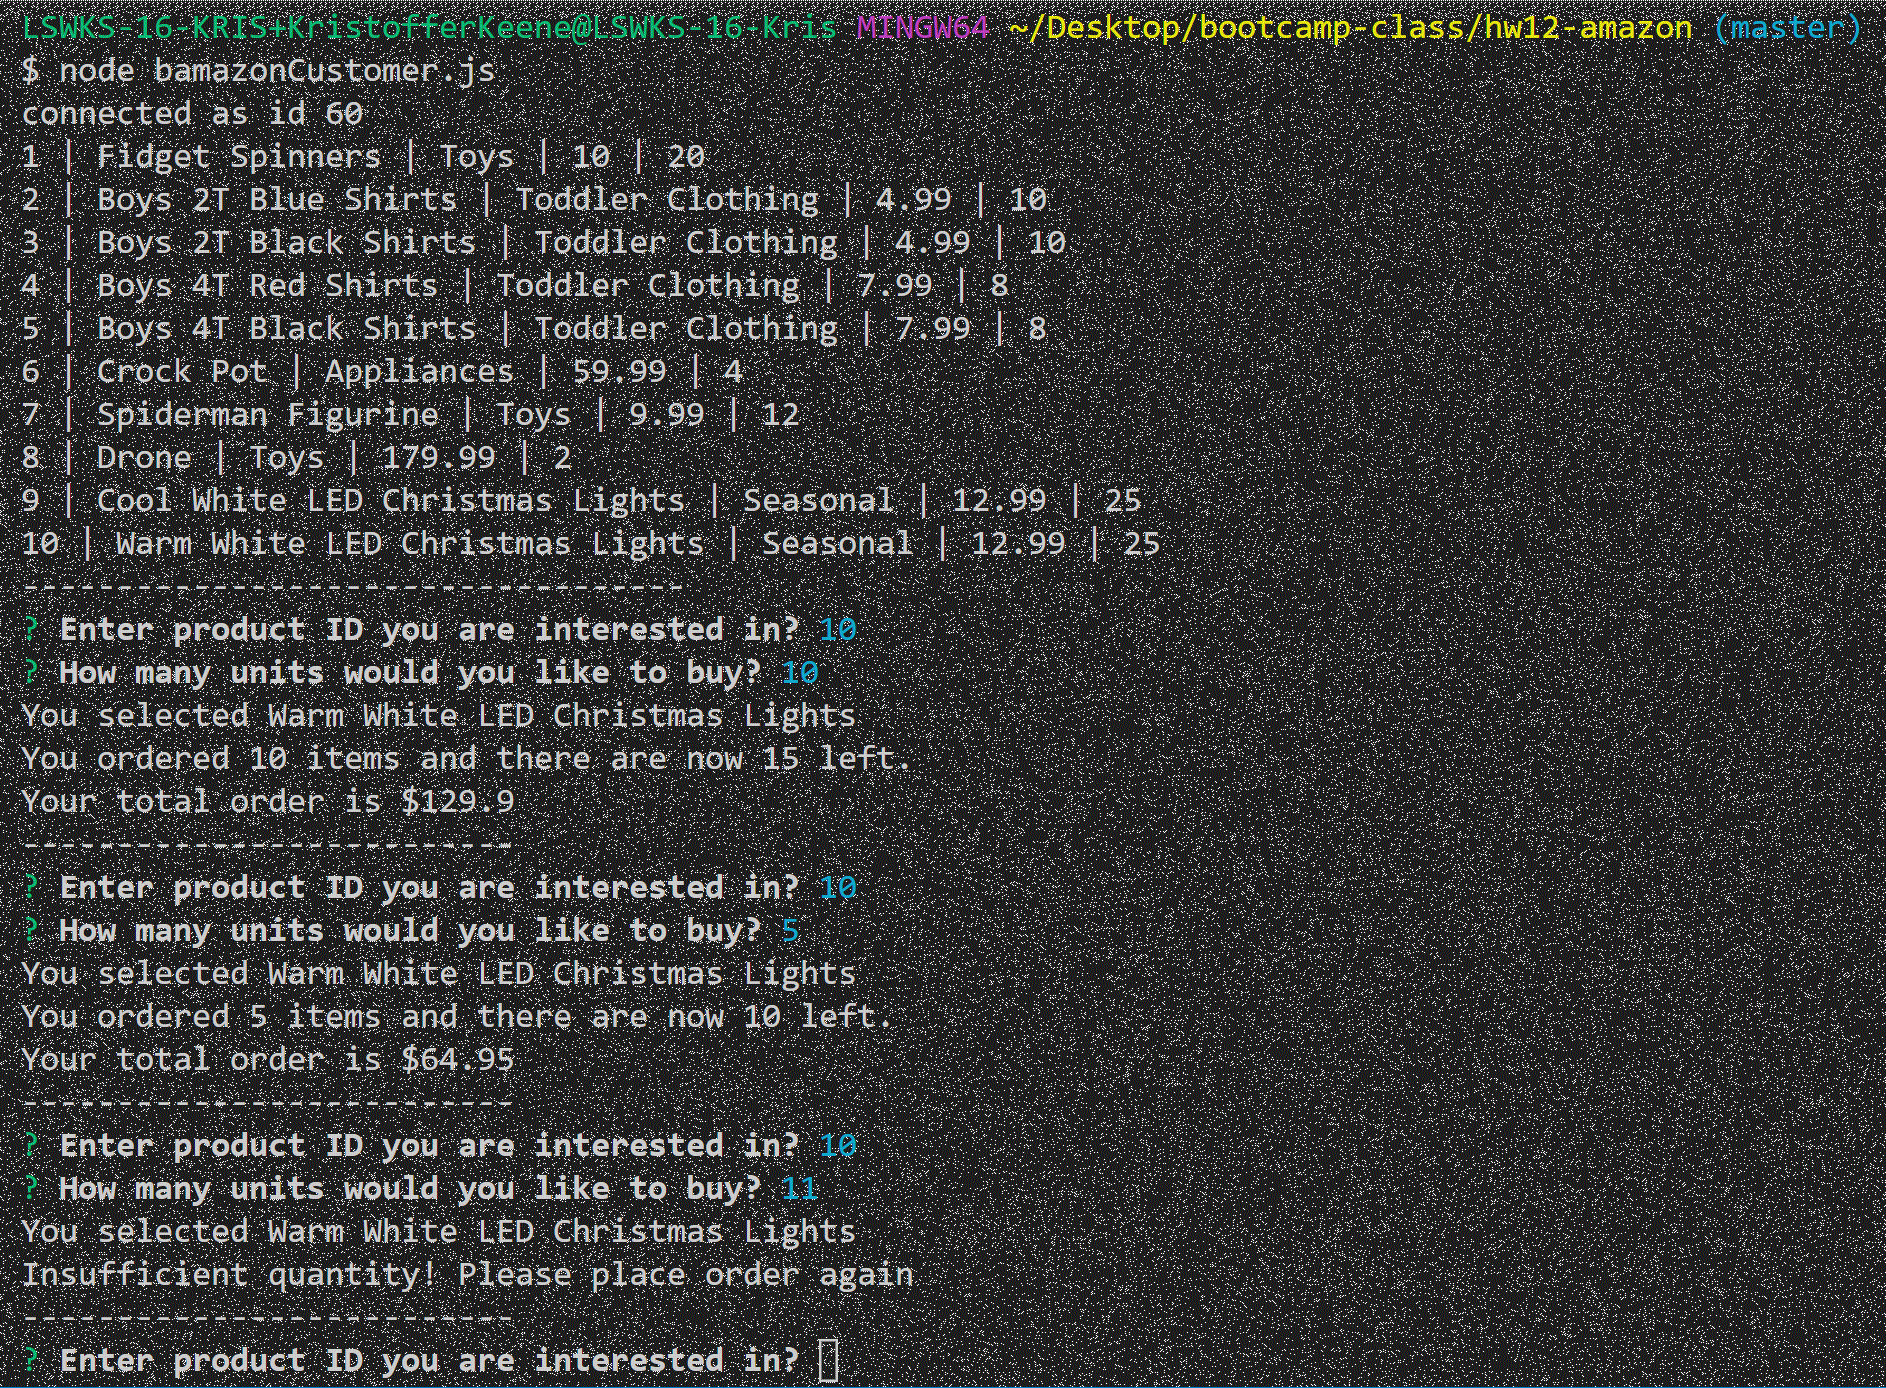 LSWKS-16-KRIS+KristofferKeene@LSWKS-16-Kris MINGW64 ~/Desktop/bootcamp-class/hw12-amazon (master)
$ node bamazonCustomer.js
connected as id 60
1 | Fidget Spinners | Toys | 10 | 20
2 | Boys 2T Blue Shirts | Toddler Clothing | 4.99 | 10
3 | Boys 2T Black Shirts | Toddler Clothing | 4.99 | 10
4 | Boys 4T Red Shirts | Toddler Clothing | 7.99 | 8
5 | Boys 4T Black Shirts | Toddler Clothing | 7.99 | 8
6 | Crock Pot | Appliances | 59.99 | 4
7 | Spiderman Figurine | Toys | 9.99 | 12
8 | Drone | Toys | 179.99 | 2
9 | Cool White LED Christmas Lights | Seasonal | 12.99 | 25
10 | Warm White LED Christmas Lights | Seasonal | 12.99 | 25
-----------------------------------
? Enter product ID you are interested in? 10
? How many units would you like to buy? 10
You selected Warm White LED Christmas Lights
You ordered 10 items and there are now 15 left.
Your total order is $129.9
--------------------------
? Enter product ID you are interested in? 10
? How many units would you like to buy? 5
You selected Warm White LED Christmas Lights
You ordered 5 items and there are now 10 left.
Your total order is $64.95
--------------------------
? Enter product ID you are interested in? 10
? How many units would you like to buy? 11
You selected Warm White LED Christmas Lights
Insufficient quantity! Please place order again
--------------------------
? Enter product ID you are interested in?